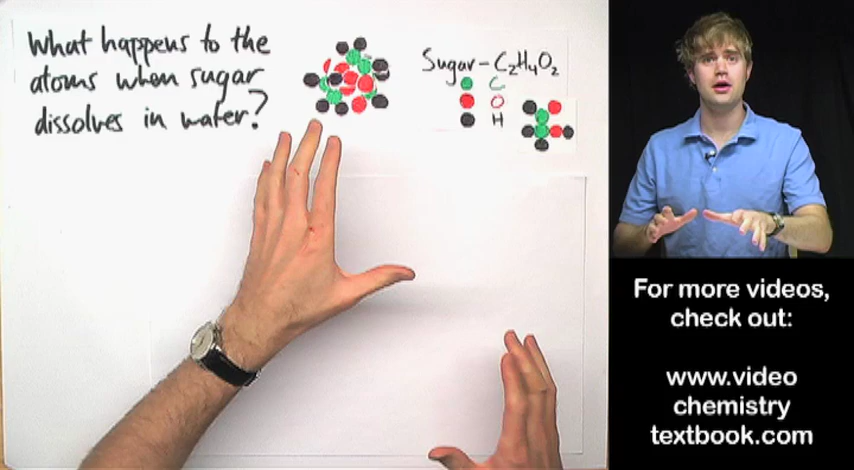 What happens to the
atoms when sugar
dissolves in water?
Sugar - C₂H₄O₂
C
O
H
For more videos,
check out:
www.video
chemistry
textbook.com